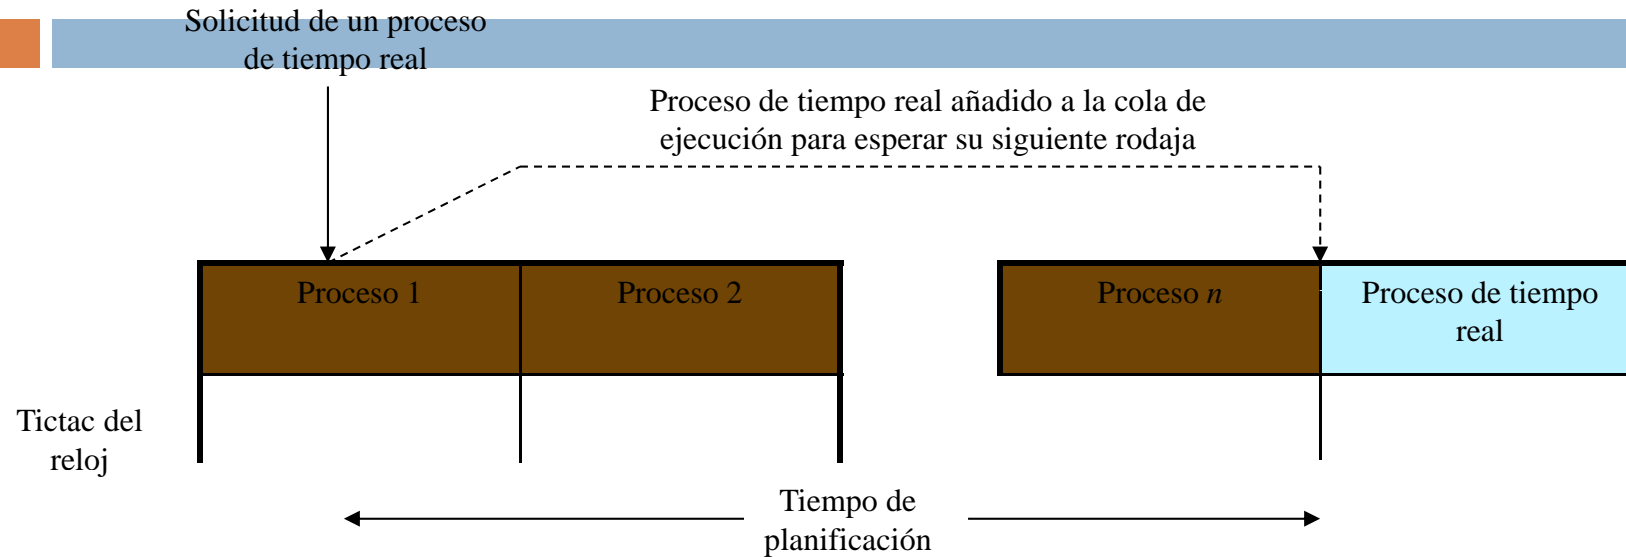 Solicitud de un proceso
de tiempo real
Proceso de tiempo real añadido a la cola de
ejecución para esperar su siguiente rodaja
Proceso 1
Proceso 2
Proceso n
Proceso de tiempo
real
Tictac del
reloj
Tiempo de
planificación